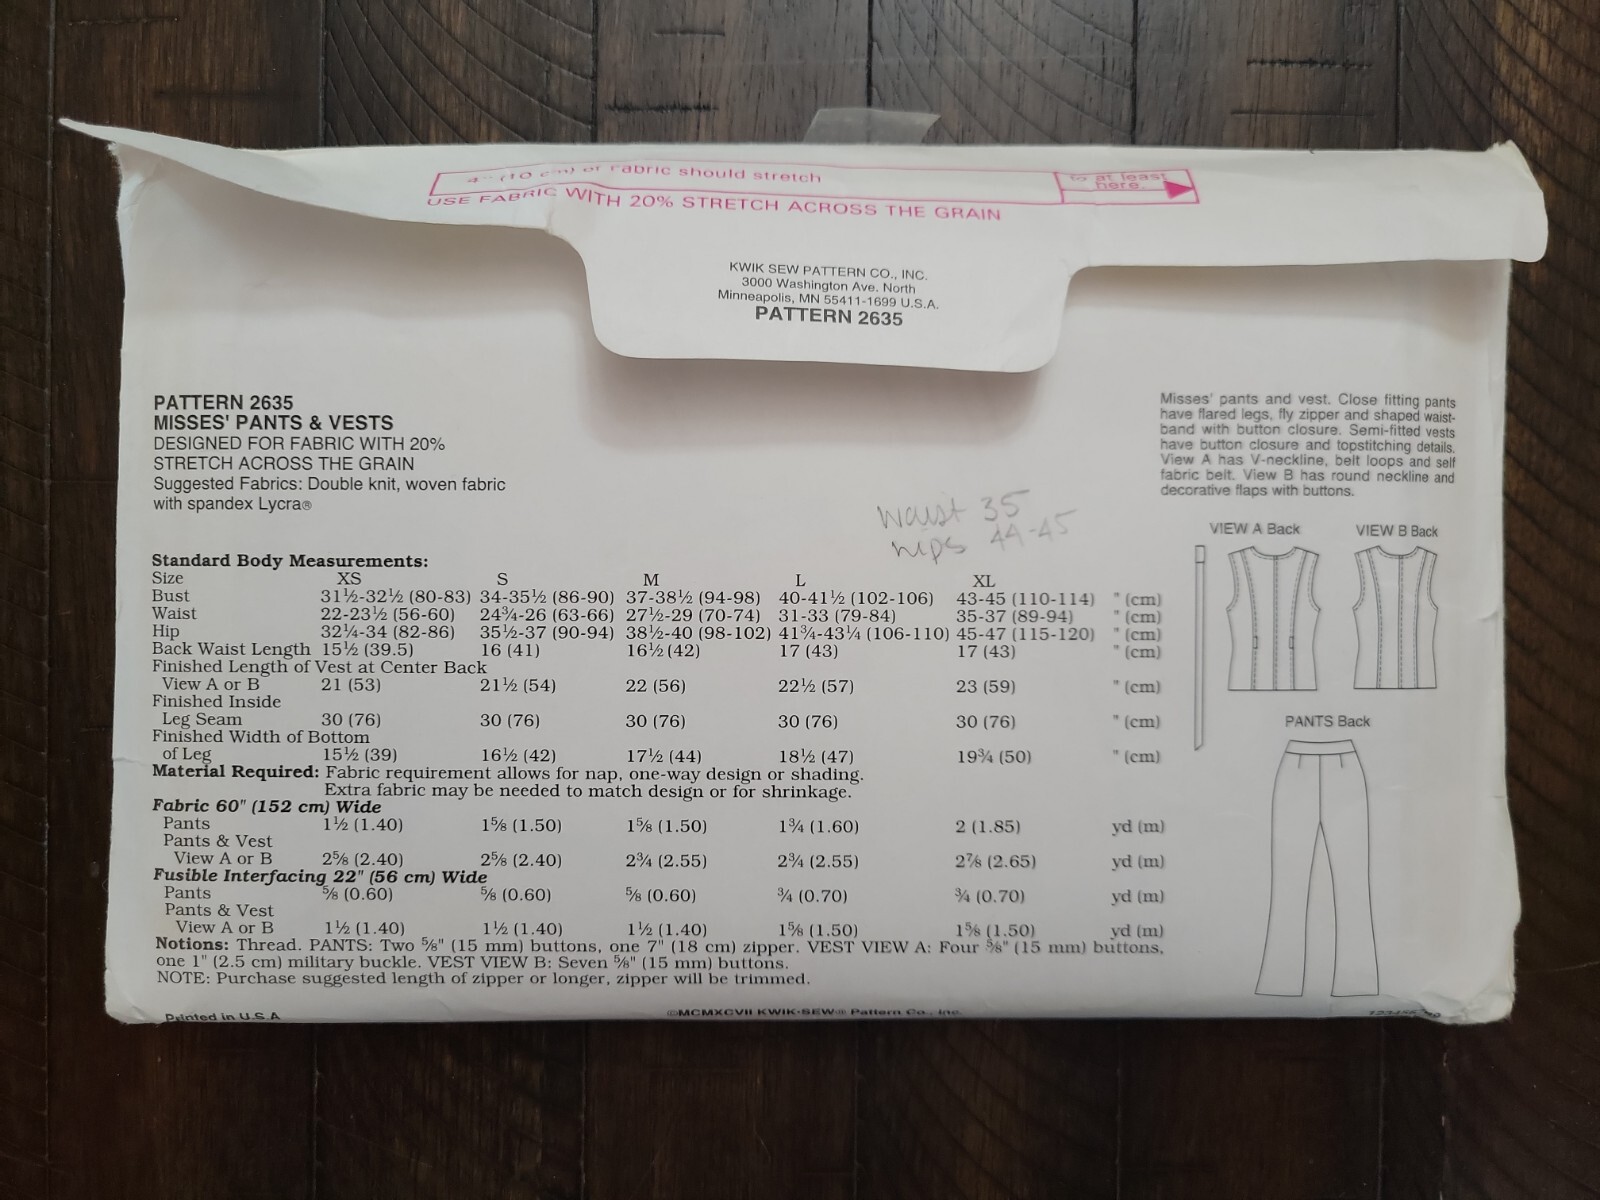 4" (10 cm) of Fabric should stretch
to at least
here.
USE FABRIC WITH 20% STRETCH ACROSS THE GRAIN
KWIK SEW PATTERN CO., INC.
3000 Washington Ave. North
Minneapolis, MN 55411-1699 U.S.A.
PATTERN 2635
PATTERN 2635
MISSES' PANTS & VESTS
DESIGNED FOR FABRIC WITH 20%
STRETCH ACROSS THE GRAIN
Suggested Fabrics: Double knit, woven fabric
with spandex Lycra®
Misses' pants and vest. Close fitting pants
have flared legs, fly zipper and shaped waist-
band with button closure. Semi-fitted vests
have button closure and topstitching details.
View A has V-neckline, belt loops and self
fabric belt. View B has round neckline and
decorative flaps with buttons.
waist 35
hips 44-45
VIEW A Back VIEW B Back
PANTS Back
Standard Body Measurements:
Size XS S M L XL
Bust 31½-32½ (80-83) 34-35½ (86-90) 37-38½ (94-98) 40-41½ (102-106) 43-45 (110-114) " (cm)
Waist 22-23½ (56-60) 24¾-26 (63-66) 27½-29 (70-74) 31-33 (79-84) 35-37 (89-94) " (cm)
Hip 32¼-34 (82-86) 35½-37 (90-94) 38½-40 (98-102) 41¾-43¼ (106-110) 45-47 (115-120) " (cm)
Back Waist Length 15½ (39.5) 16 (41) 16½ (42) 17 (43) 17 (43) " (cm)
Finished Length of Vest at Center Back
View A or B 21 (53) 21½ (54) 22 (56) 22½ (57) 23 (59) " (cm)
Finished Inside
Leg Seam 30 (76) 30 (76) 30 (76) 30 (76) 30 (76) " (cm)
Finished Width of Bottom
of Leg 15½ (39) 16½ (42) 17½ (44) 18½ (47) 19¾ (50) " (cm)
Material Required: Fabric requirement allows for nap, one-way design or shading.
Extra fabric may be needed to match design or for shrinkage.
Fabric 60" (152 cm) Wide
Pants 1½ (1.40) 1⅝ (1.50) 1⅝ (1.50) 1¾ (1.60) 2 (1.85) yd (m)
Pants & Vest
View A or B 2⅝ (2.40) 2⅝ (2.40) 2¾ (2.55) 2¾ (2.55) 2⅞ (2.65) yd (m)
Fusible Interfacing 22" (56 cm) Wide
Pants ⅝ (0.60) ⅝ (0.60) ⅝ (0.60) ¾ (0.70) ¾ (0.70) yd (m)
Pants & Vest
View A or B 1½ (1.40) 1½ (1.40) 1½ (1.40) 1⅝ (1.50) 1⅝ (1.50) yd (m)
Notions: Thread. PANTS: Two ⅝" (15 mm) buttons, one 7" (18 cm) zipper. VEST VIEW A: Four ⅝" (15 mm) buttons,
one 1" (2.5 cm) military buckle. VEST VIEW B: Seven ⅝" (15 mm) buttons.
NOTE: Purchase suggested length of zipper or longer, zipper will be trimmed.
Printed in U.S.A ©MCMXCVII KWIK·SEW® Pattern Co., Inc.